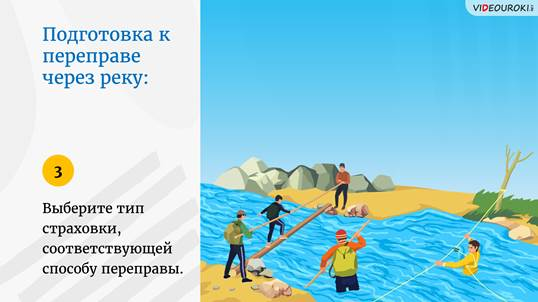 VIDEOUROKI
Подготовка к
переправе
через реку:
3
Выберите тип
страховки,
соответствующей
способу переправы.